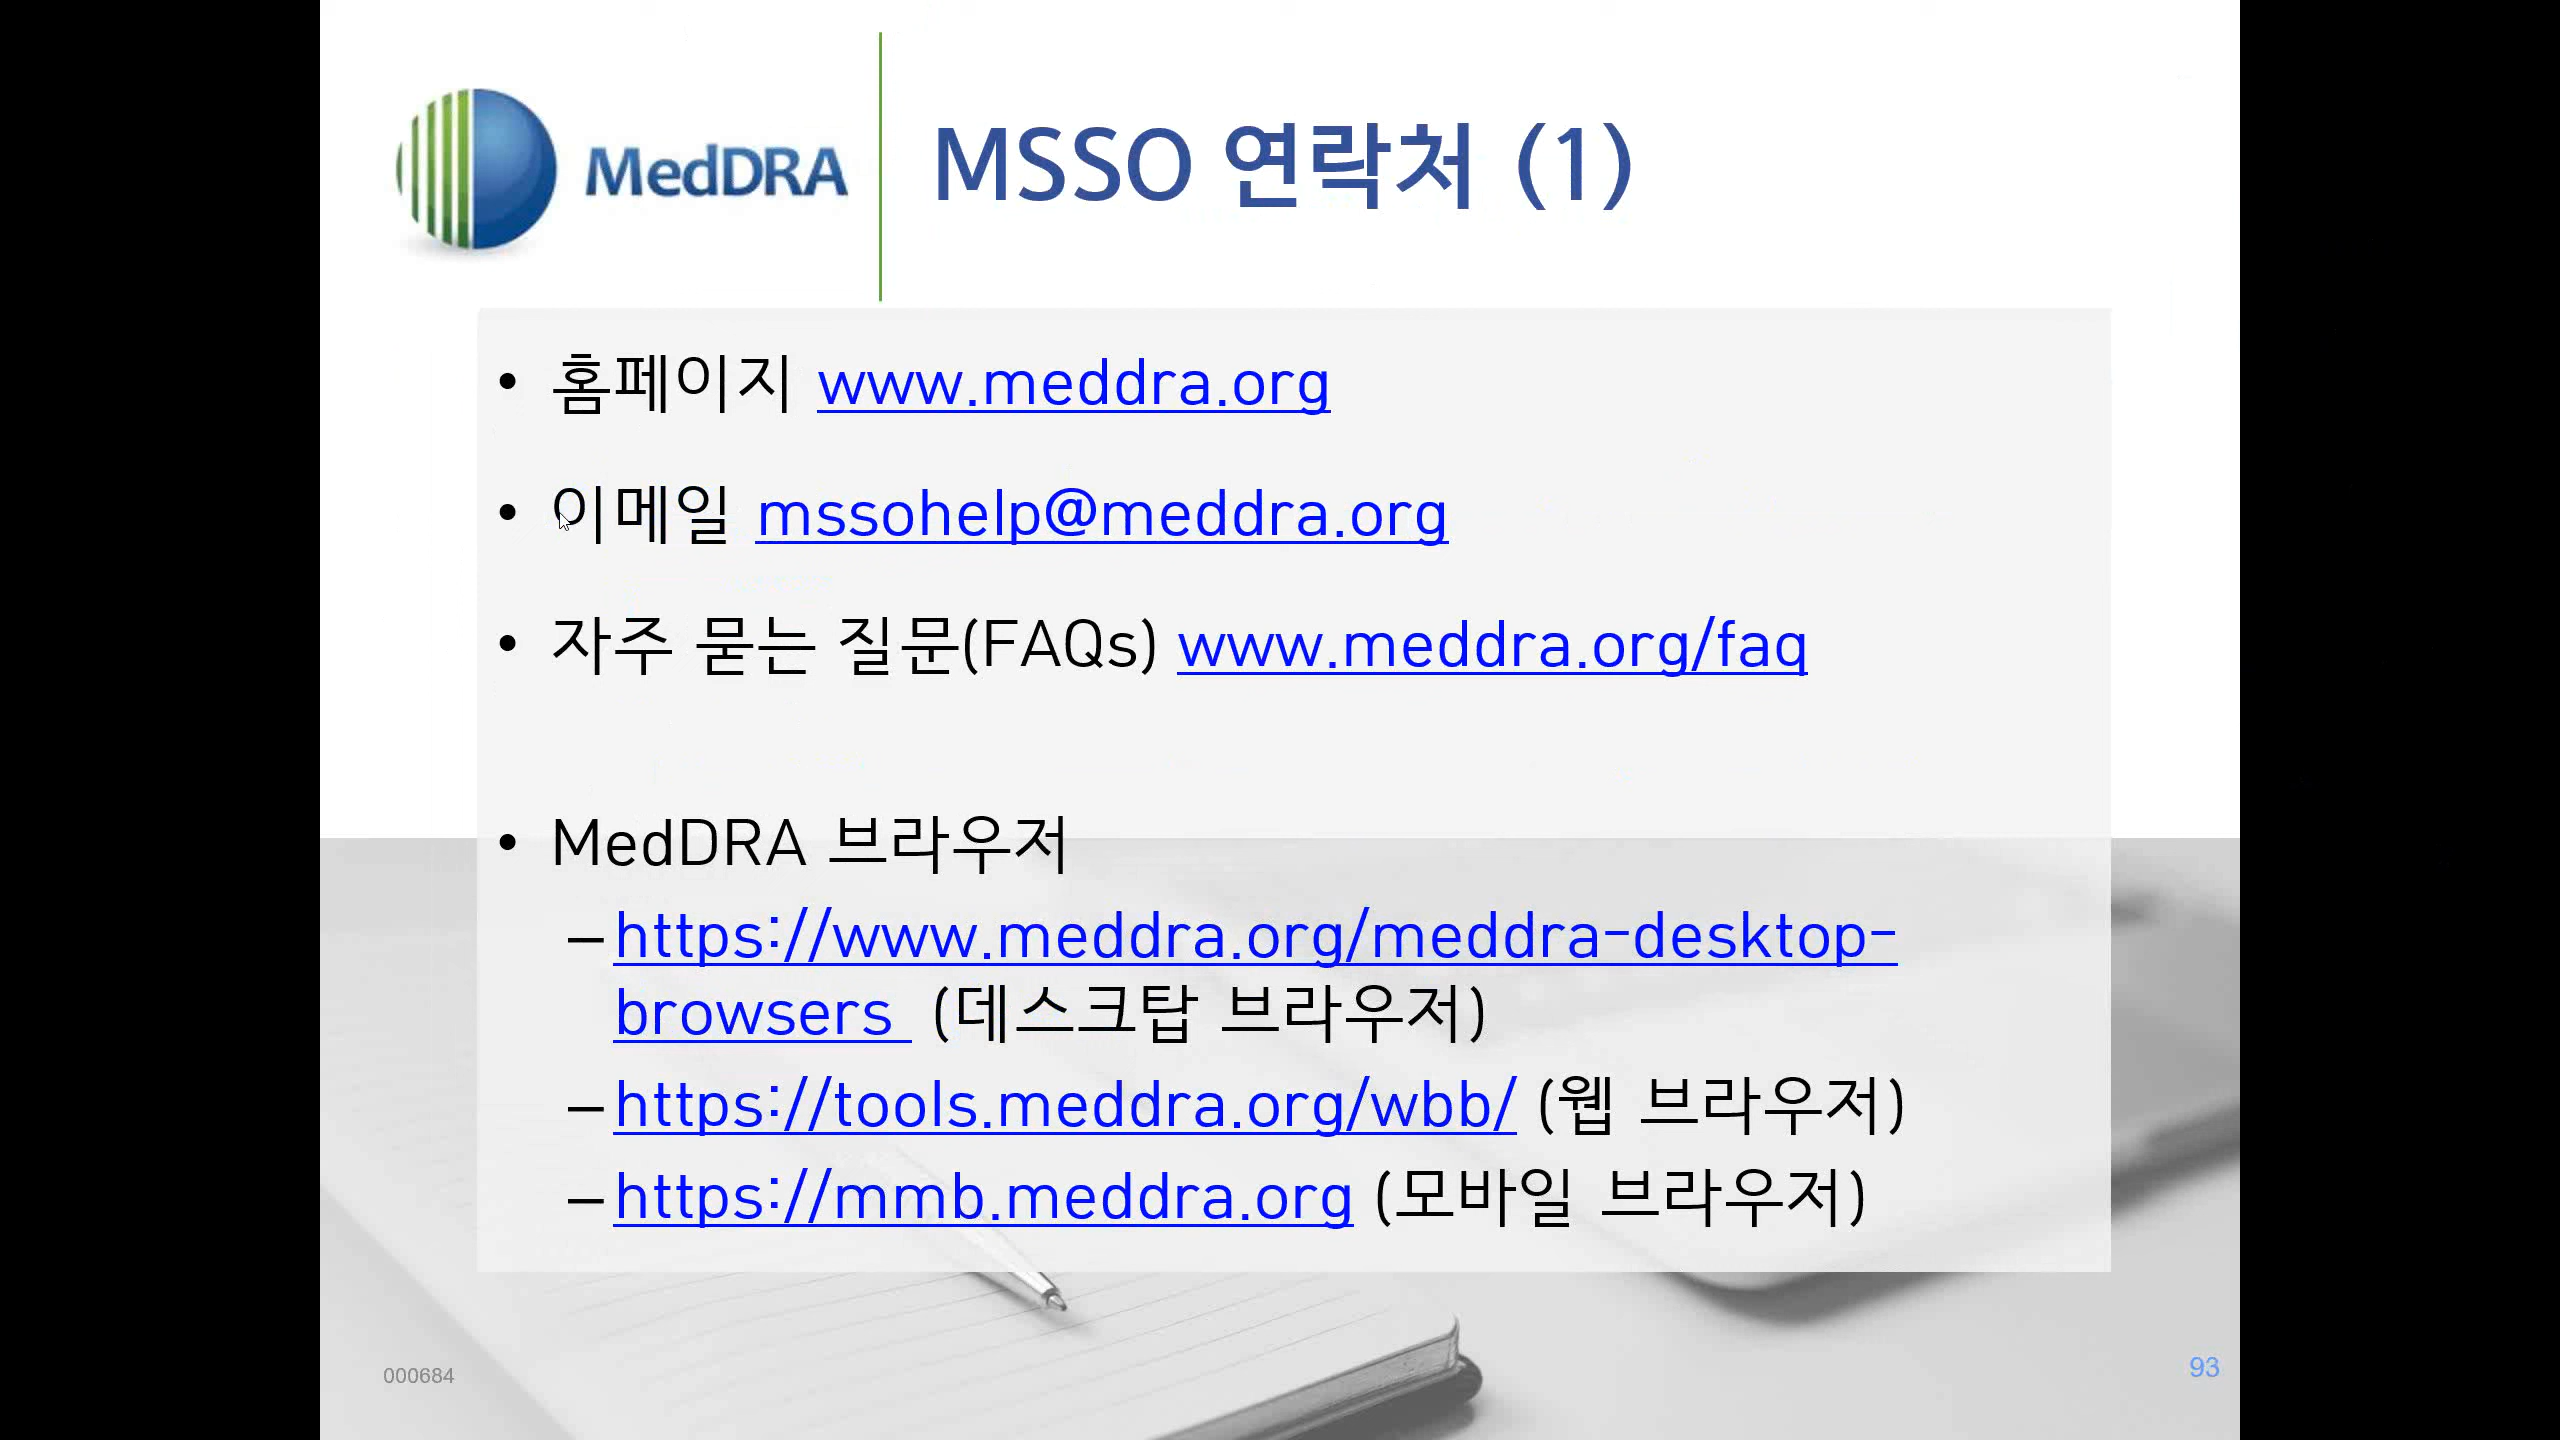 MedDRA
MSSO 연락처 (1)
• 홈페이지 www.meddra.org
• 이메일 mssohelp@meddra.org
• 자주 묻는 질문(FAQs) www.meddra.org/faq
• MedDRA 브라우저
–https://www.meddra.org/meddra-desktop-
browsers (데스크탑 브라우저)
–https://tools.meddra.org/wbb/ (웹 브라우저)
–https://mmb.meddra.org (모바일 브라우저)
000684
93